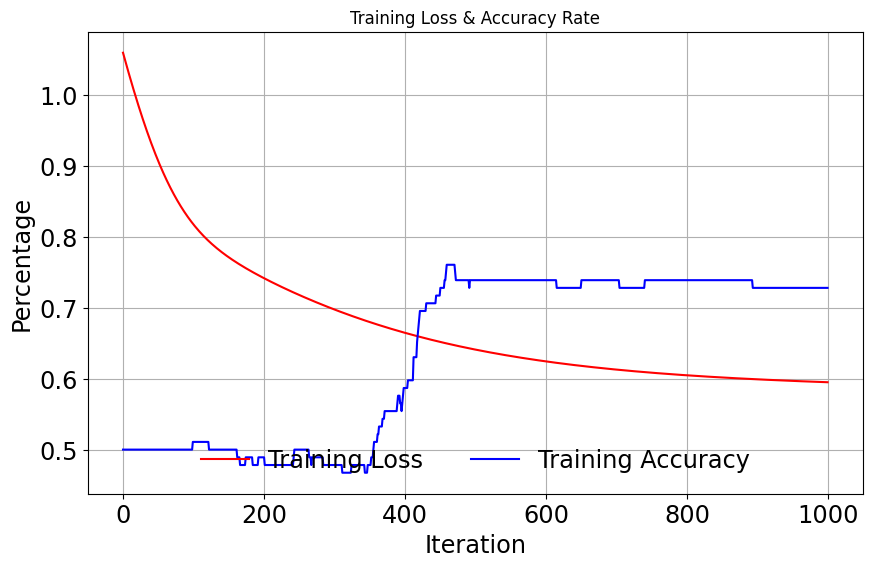 Training Loss & Accuracy Rate
1.0
0.9
0.8
0.7
0.6
0.5
Percentage
Training Loss
Training Accuracy
0
200
400
600
800
1000
Iteration